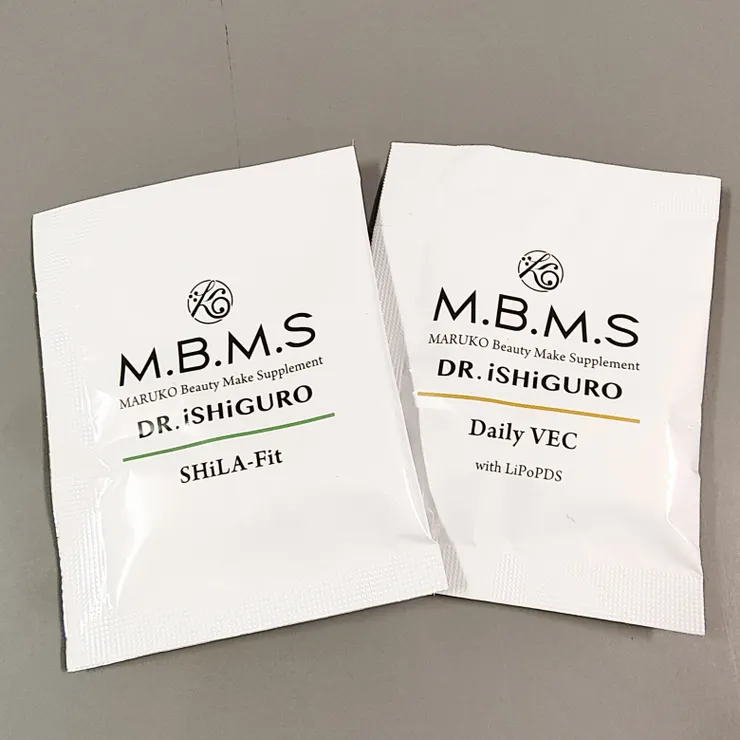 M.B.M.S
MARUKO Beauty Make Supplement
DR.iSHiGURO
SHiLA-Fit
M.B.M.S
MARUKO Beauty Make Supplement
DR.iSHiGURO
Daily VEC
with LiPoPDS